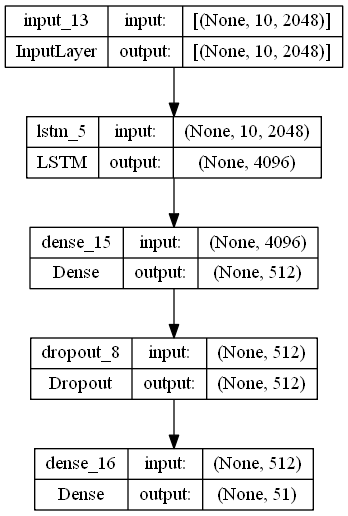 input_13 input: [(None, 10, 2048)]
InputLayer output: [(None, 10, 2048)]
lstm_5 input: (None, 10, 2048)
LSTM output: (None, 4096)
dense_15 input: (None, 4096)
Dense output: (None, 512)
dropout_8 input: (None, 512)
Dropout output: (None, 512)
dense_16 input: (None, 512)
Dense output: (None, 51)